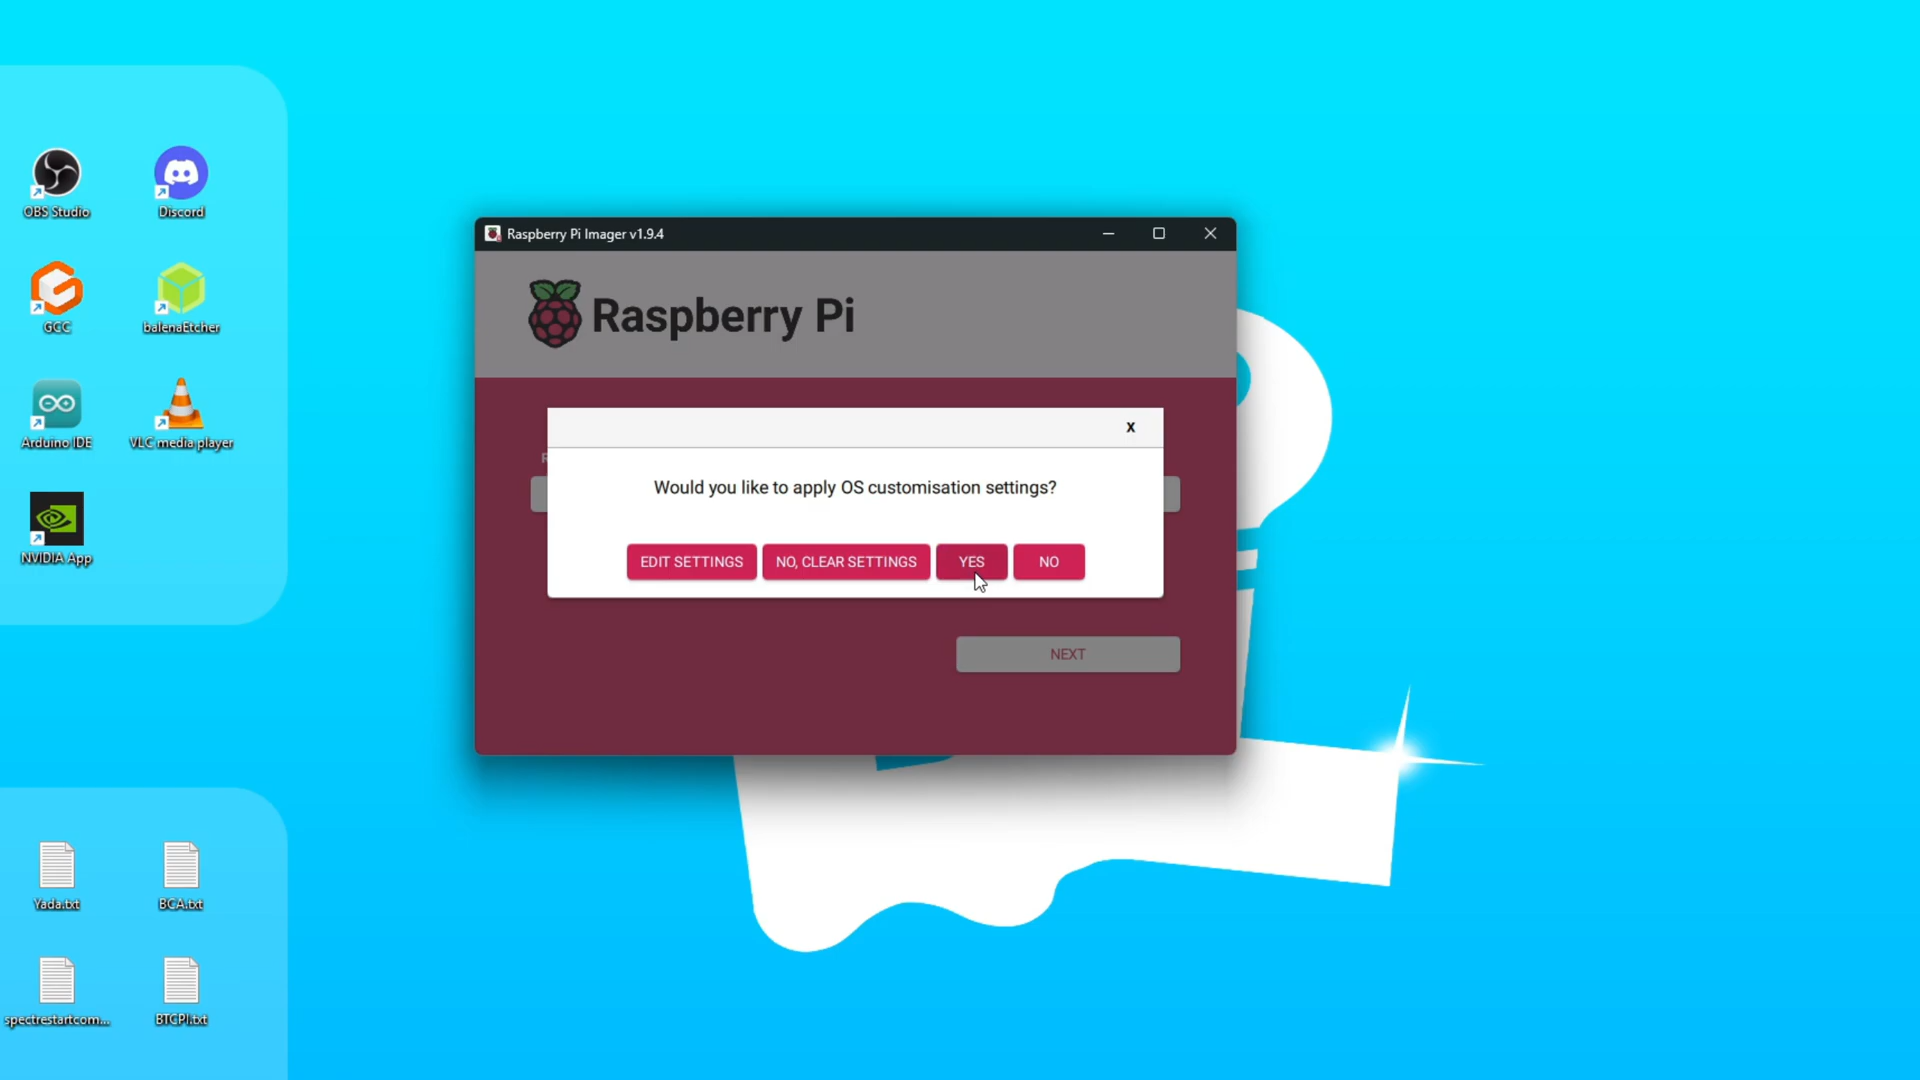 OBS Studio
Discord
GCC
balenaEtcher
Arduino IDE
VLC media player
NVIDIA App
Yada.txt
BCA.txt
spectrestartcom...
BTCPi.txt
Raspberry Pi Imager v1.9.4
Raspberry Pi
R
X
Would you like to apply OS customisation settings?
EDIT SETTINGS
NO, CLEAR SETTINGS
YES
NO
NEXT